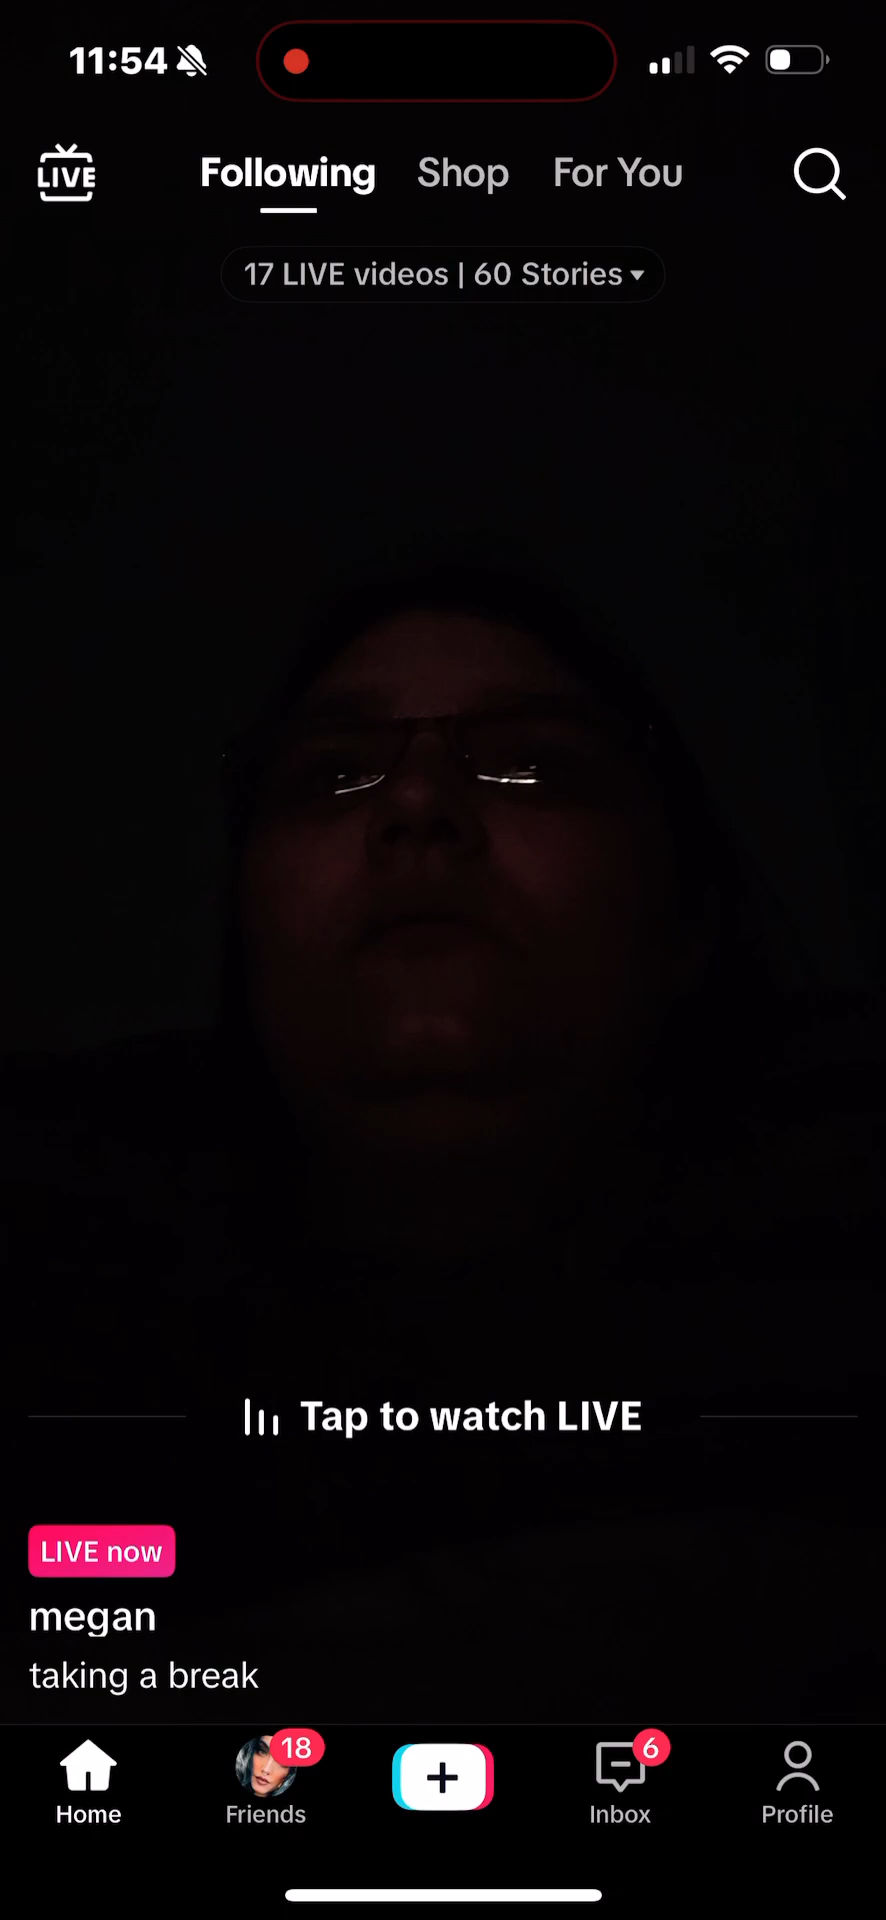 11:54
LIVE
Following
Shop
For You
17 LIVE videos | 60 Stories
Tap to watch LIVE
LIVE now
megan
taking a break
18
6
Home
Friends
Inbox
Profile